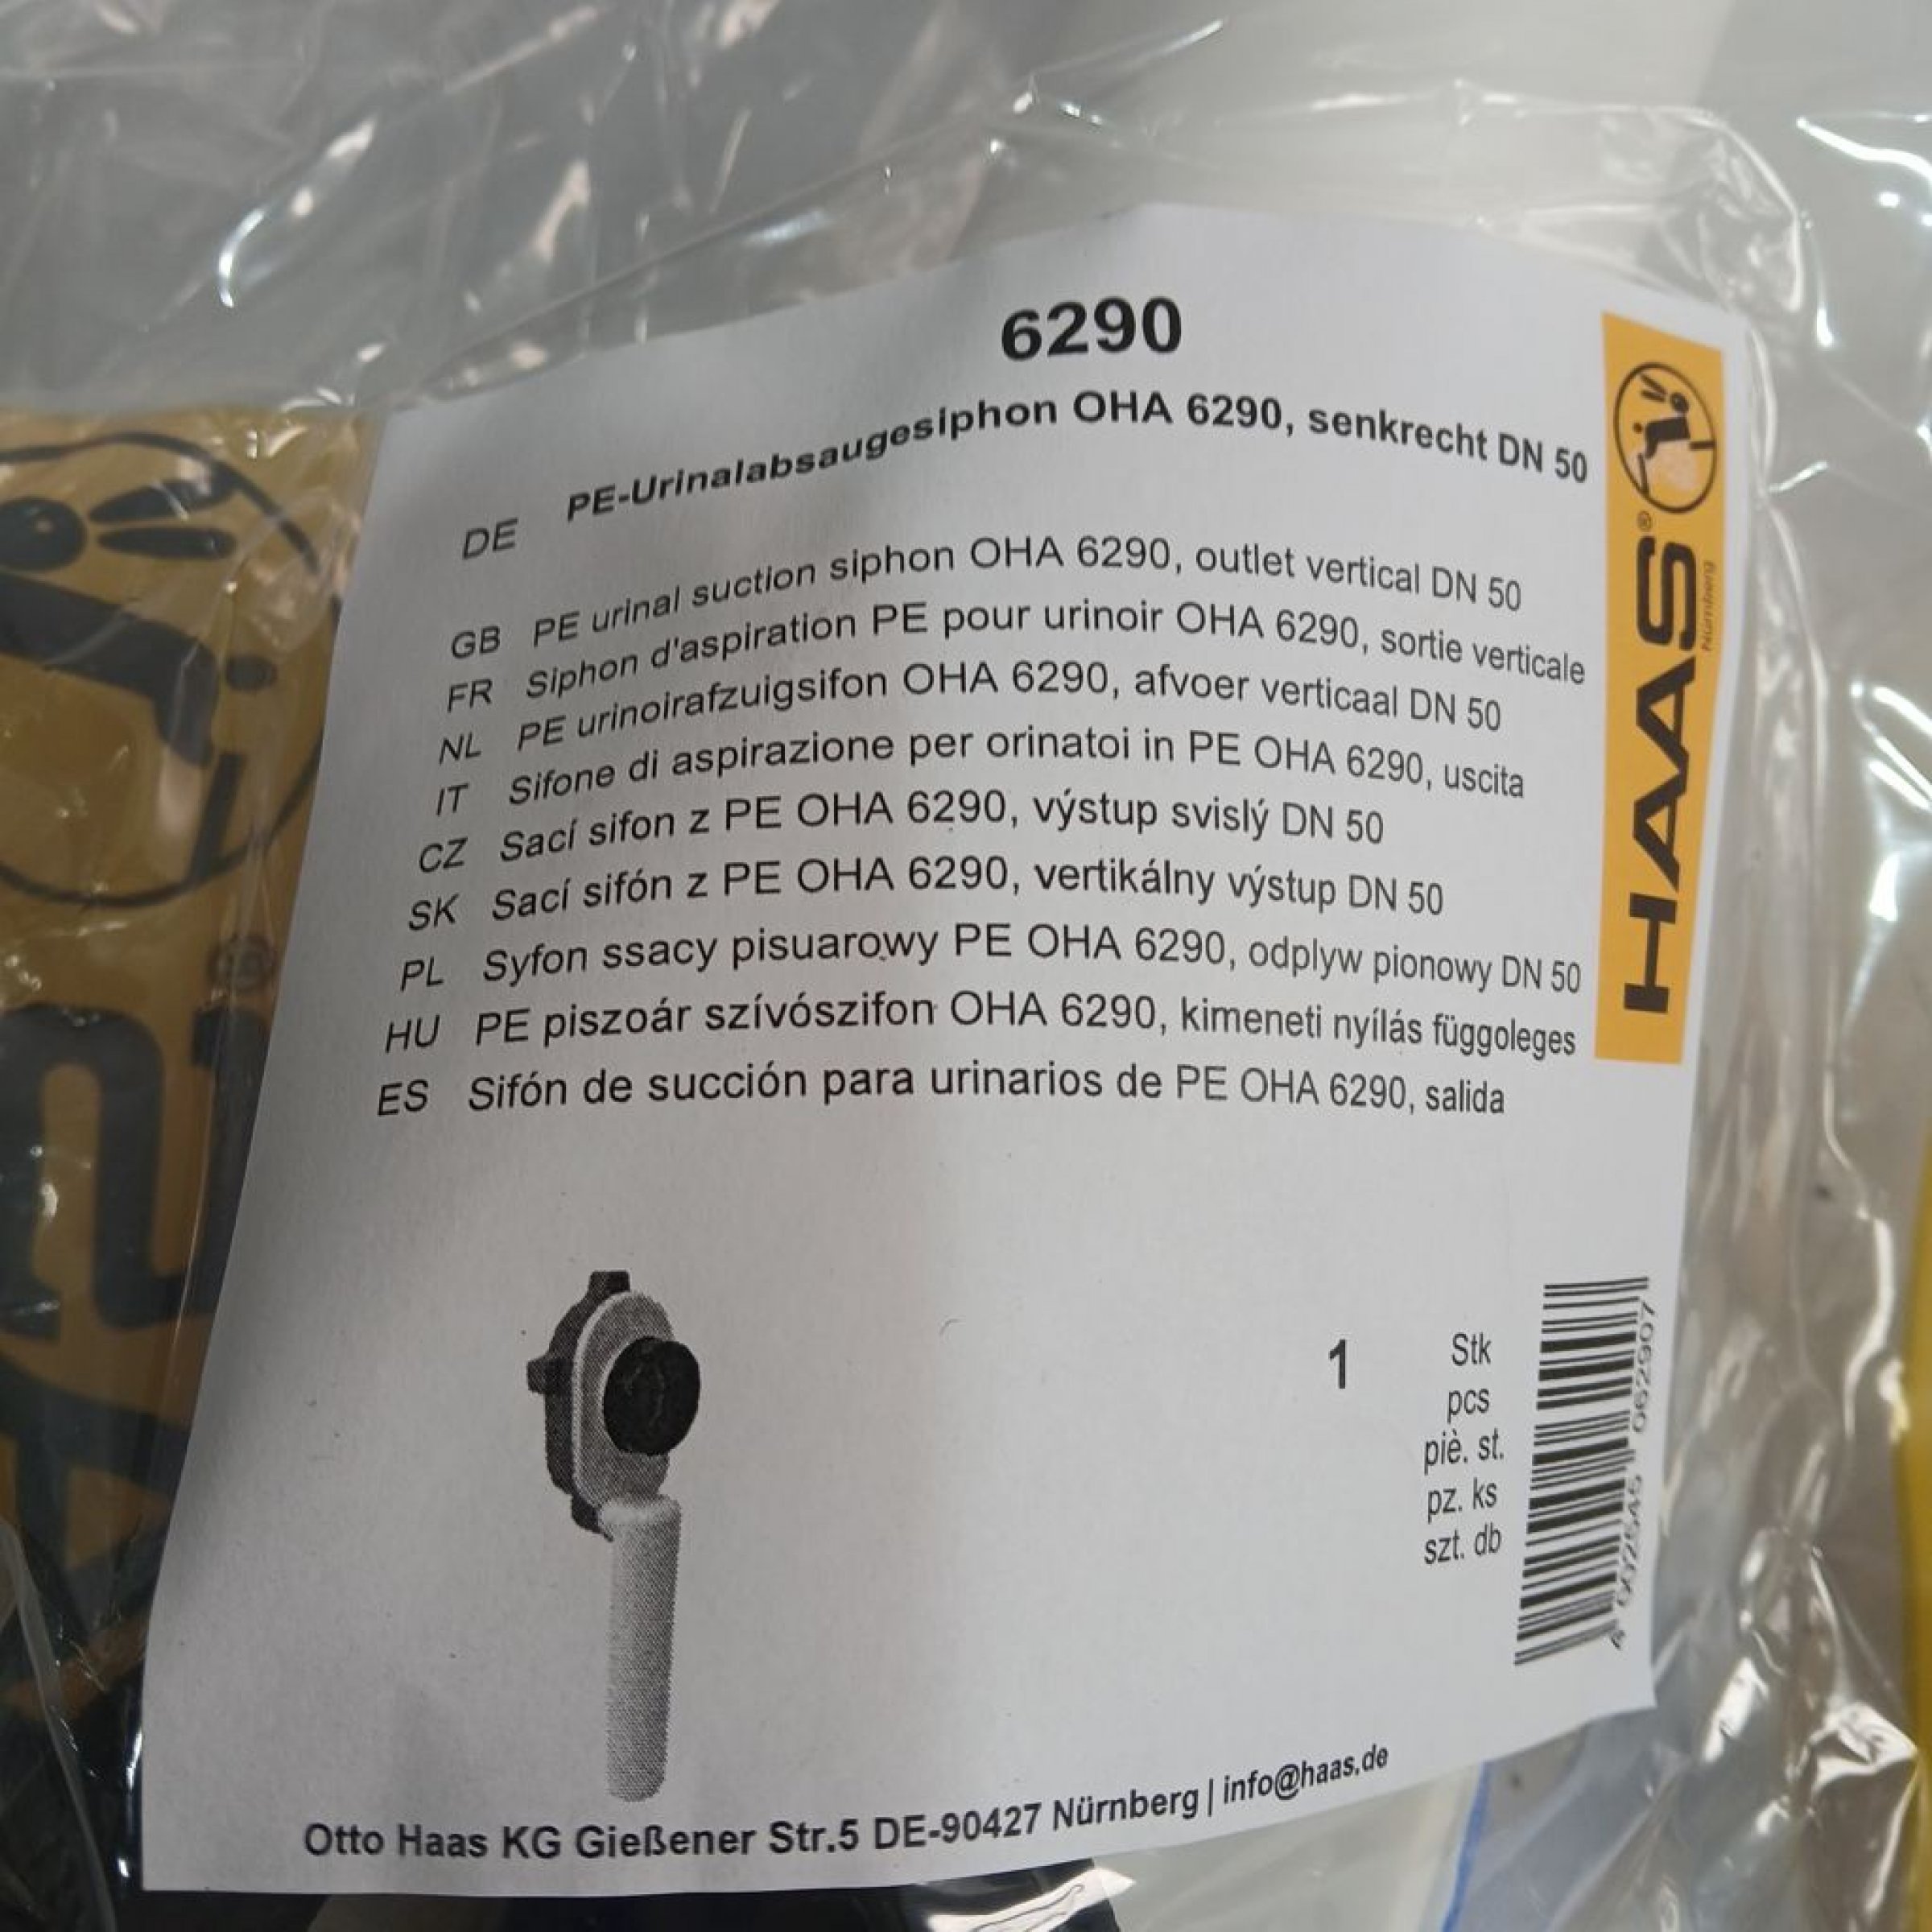 6290
DE PE-Urinalabsaugesiphon OHA 6290, senkrecht DN 50
GB PE urinal suction siphon OHA 6290, outlet vertical DN 50
FR Siphon d'aspiration PE pour urinoir OHA 6290, sortie verticale
NL PE urinoirafzuigsifon OHA 6290, afvoer verticaal DN 50
IT Sifone di aspirazione per orinatoi in PE OHA 6290, uscita
CZ Sací sifon z PE OHA 6290, výstup svislý DN 50
SK Sací sifón z PE OHA 6290, vertikálny výstup DN 50
PL Syfon ssacy pisuarowy PE OHA 6290, odplyw pionowy DN 50
HU PE piszoár szívószifon OHA 6290, kimeneti nyílás függoleges
ES Sifón de succión para urinarios de PE OHA 6290, salida
HAAS®
Nürnberg
1 Stk
pcs
piè. st.
pz. ks
szt. db
4 002545 062907
Otto Haas KG Gießener Str.5 DE-90427 Nürnberg | info@haas.de